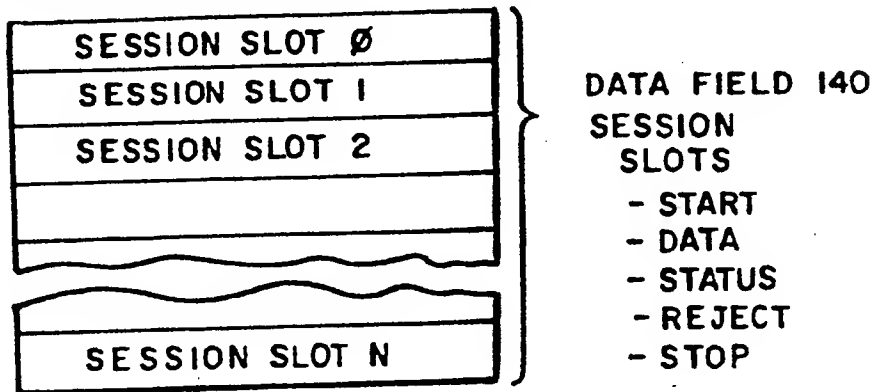 SESSION SLOT Ø
SESSION SLOT 1
SESSION SLOT 2
SESSION SLOT N
DATA FIELD 140
SESSION
SLOTS
- START
- DATA
- STATUS
- REJECT
- STOP